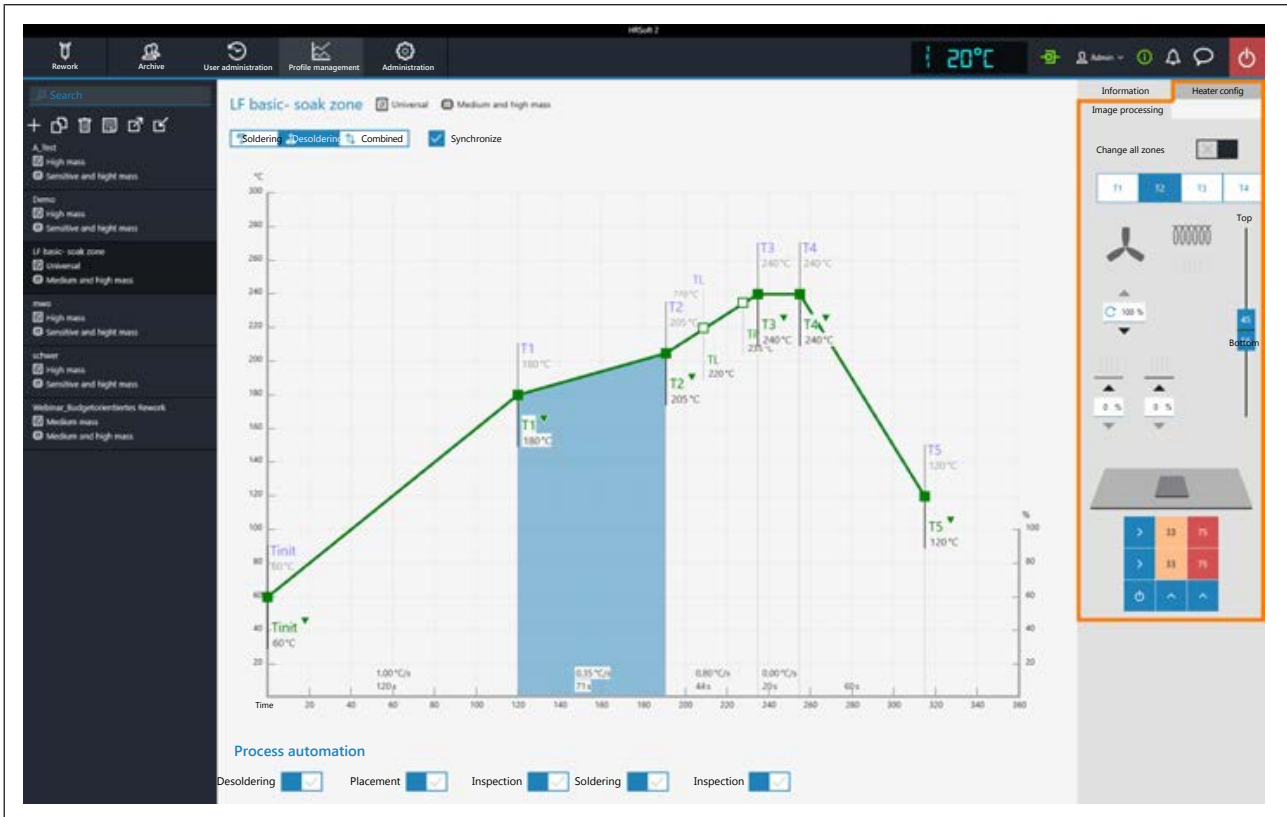 HRSoft 2
Rework
Archive
User administration
Profile management
Administration
20°C
Admin
Search
A_Test
High mass
Sensitive and hight mass
Demo
High mass
Sensitive and hight mass
LF basic- soak zone
Universal
Medium and high mass
mwo
High mass
Sensitive and hight mass
schwer
High mass
Sensitive and hight mass
Webinar_Budgetorientiertes Rework
Medium mass
Medium and high mass
LF basic- soak zone Universal Medium and high mass
Soldering Desoldering Combined Synchronize
°C
300
280
260
240
220
200
180
160
140
120
100
80
60
40
20
Tinit
60°C
Tinit
60°C
T1
180°C
T1
180°C
T2
205°C
T2
205°C
TL
220°C
TL
220°C
T3
240°C
T3
240°C
T4
240°C
T4
240°C
T5
120°C
T5
120°C
%
100
80
60
40
20
1,00°C/s
120s
0,35 °C/s
71s
0,80°C/s
44s
0,00°C/s
20s
60s
Time 20 40 60 80 100 120 140 160 180 200 220 240 260 280 300 320 340 360
Process automation
Desoldering Placement Inspection Soldering Inspection
Information Heater config
Image processing
Change all zones
T1 T2 T3 T4
Top
100 %
45
Bottom
0 % 0 %
33 75
33 75